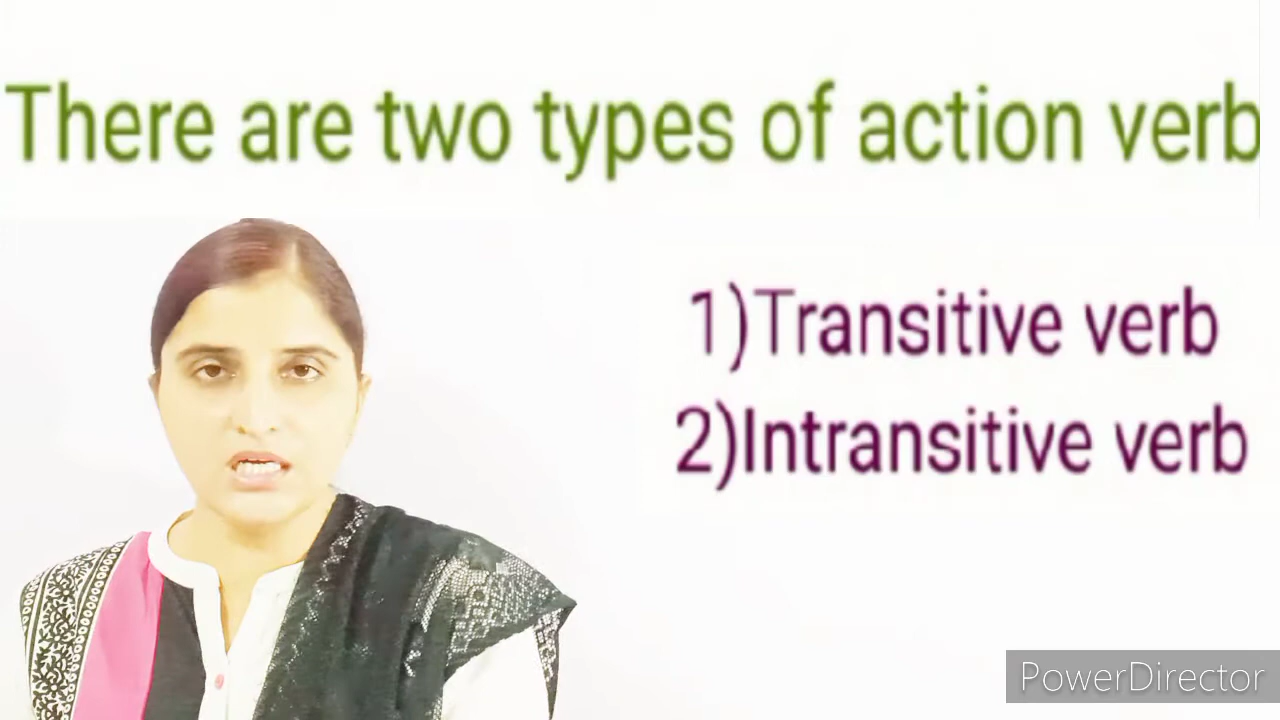 There are two types of action verb
1)Transitive verb
2)Intransitive verb
PowerDirector